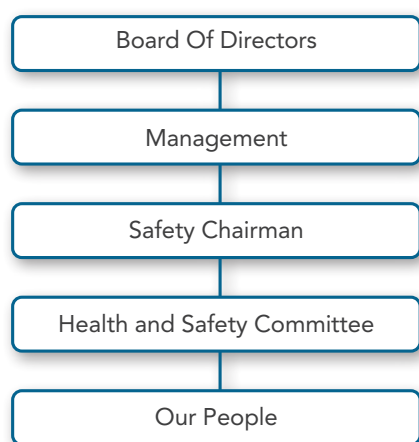 Board Of Directors
Management
Safety Chairman
Health and Safety Committee
Our People